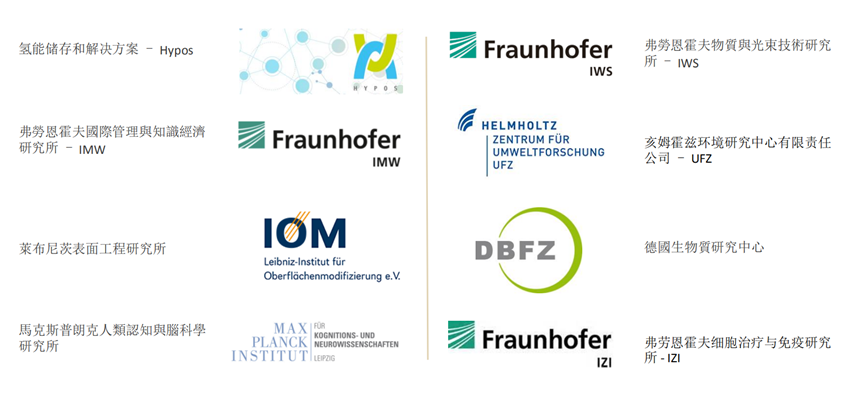 氢能储存和解决方案 – Hypos
HYPOS
弗勞恩霍夫國際管理與知識經濟
研究所 – IMW
Fraunhofer
IMW
萊布尼茨表面工程研究所
IOM
Leibniz-Institut für
Oberflächenmodifizierung e.V.
馬克斯普朗克人類認知與腦科學
研究所
MAX
PLANCK
INSTITUT
FÜR
KOGNITIONS- UND
NEUROWISSENSCHAFTEN
LEIPZIG
Fraunhofer
IWS
弗勞恩霍夫物質與光束技術研究
所 – IWS
HELMHOLTZ
ZENTRUM FÜR
UMWELTFORSCHUNG
UFZ
亥姆霍兹环境研究中心有限责任
公司 – UFZ
DBFZ
德國生物質研究中心
Fraunhofer
IZI
弗劳恩霍夫细胞治疗与免疫研究
所 - IZI